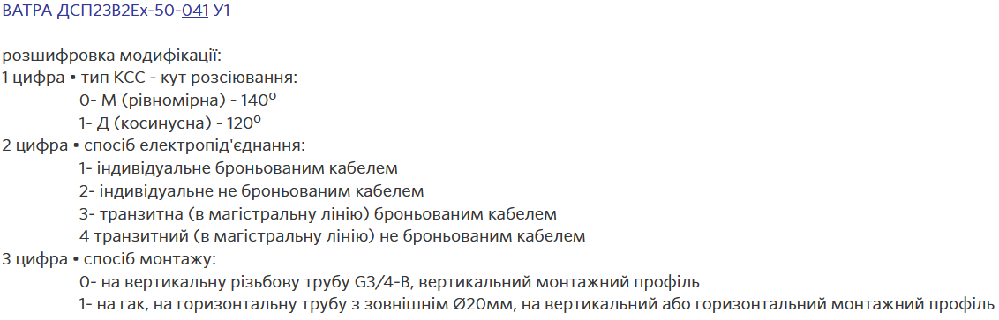 ВАТРА ДСП23В2Ex-50-041 У1
розшифровка модифікації:
1 цифра • тип КСС - кут розсіювання:
0- М (рівномірна) - 140º
1- Д (косинусна) - 120º
2 цифра • спосіб електропід'єднання:
1- індивідуальне броньованим кабелем
2- індивідуальне не броньованим кабелем
3- транзитна (в магістральну лінію) броньованим кабелем
4 транзитний (в магістральну лінію) не броньованим кабелем
3 цифра • спосіб монтажу:
0- на вертикальну різьбову трубу G3/4-B, вертикальний монтажний профіль
1- на гак, на горизонтальну трубу з зовнішнім Ø20мм, на вертикальний або горизонтальний монтажний профіль